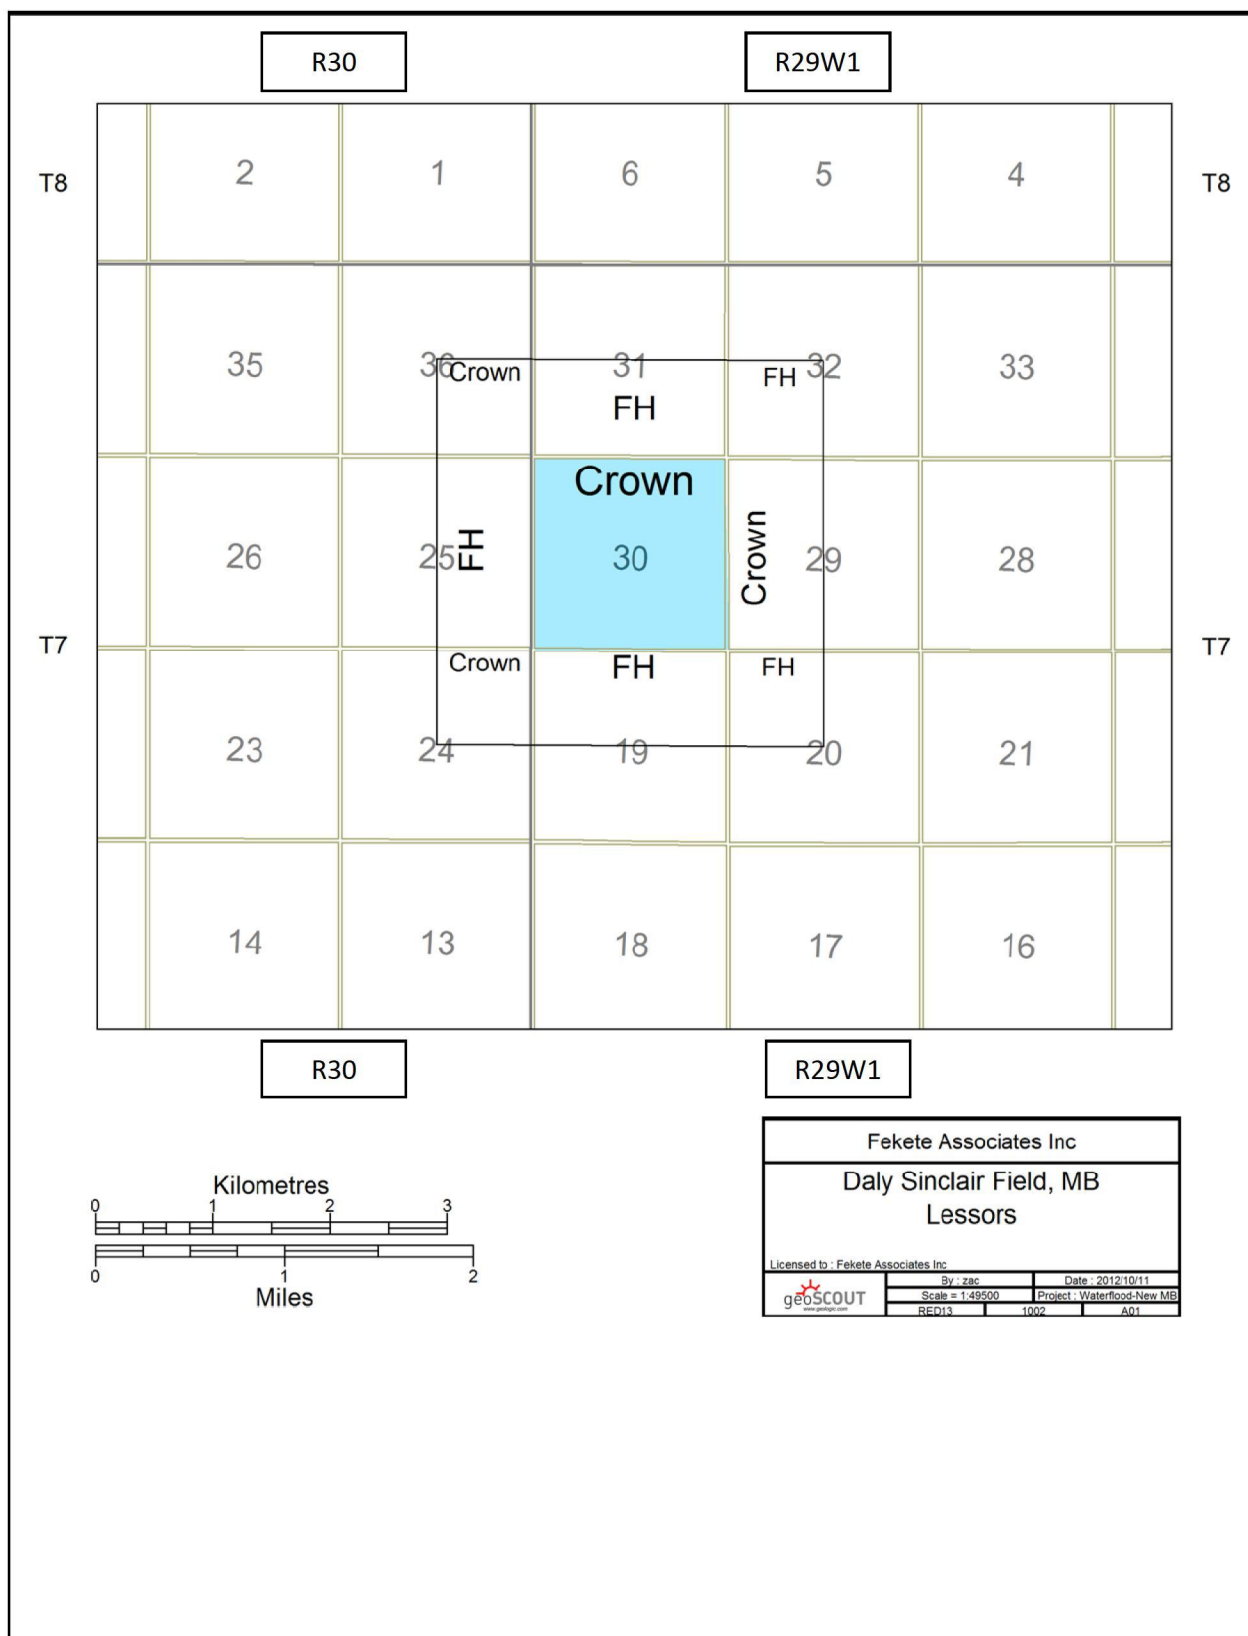 R30 R29W1
T8 2 1 6 5 4 T8
35 36 31 32 33
Crown FH
FH
Crown
26 25 FH 30 Crown 29 28
T7 T7
Crown FH FH
23 24 19 20 21
14 13 18 17 16
R30 R29W1
Kilometres
0 1 2 3
0 1 2
Miles
Fekete Associates Inc
Daly Sinclair Field, MB
Lessors
Licensed to : Fekete Associates Inc
geoSCOUT
www.geologic.com
By : zac Date : 2012/10/11
Scale = 1:49500 Project : Waterflood-New MB
RED13 1002 A01